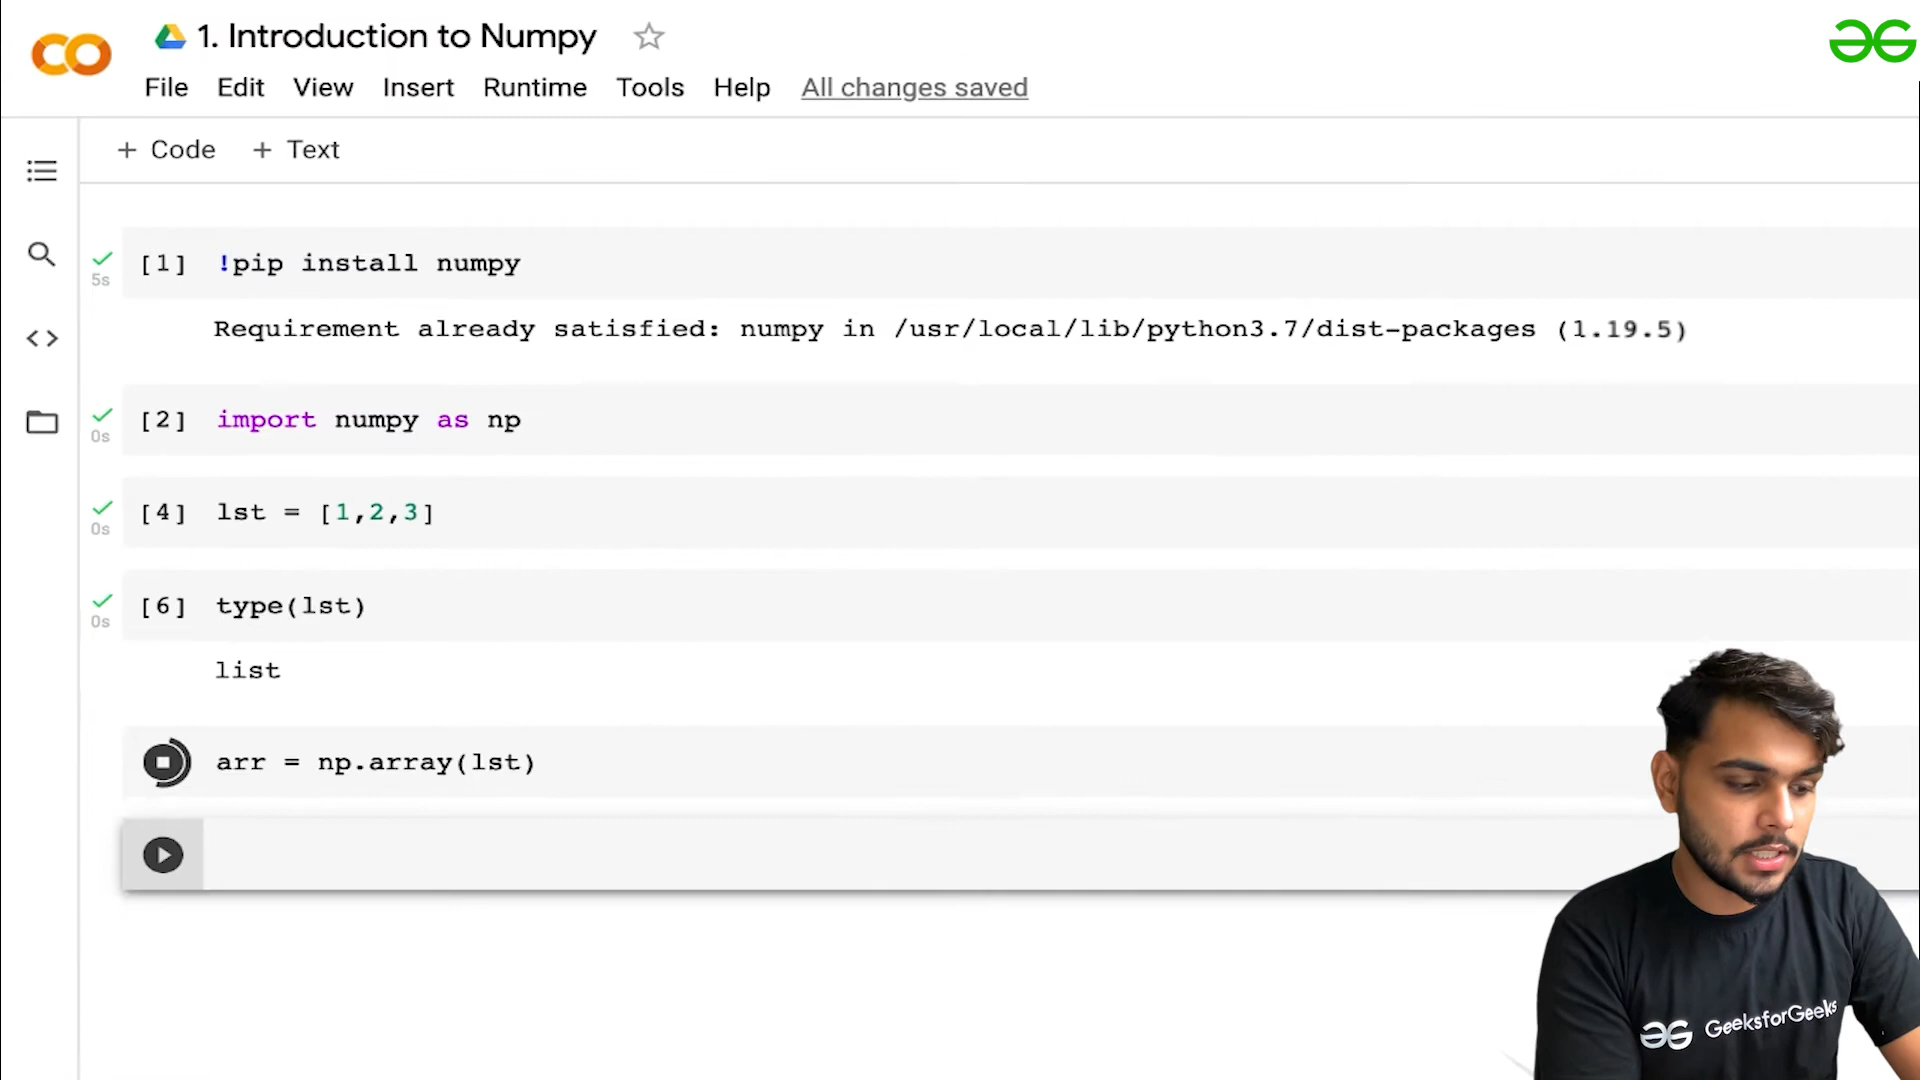 1. Introduction to Numpy
File Edit View Insert Runtime Tools Help All changes saved
+ Code + Text
5s
[1] !pip install numpy
Requirement already satisfied: numpy in /usr/local/lib/python3.7/dist-packages (1.19.5)
0s
[2] import numpy as np
0s
[4] lst = [1,2,3]
0s
[6] type(lst)
list
arr = np.array(lst)
GeeksforGeeks